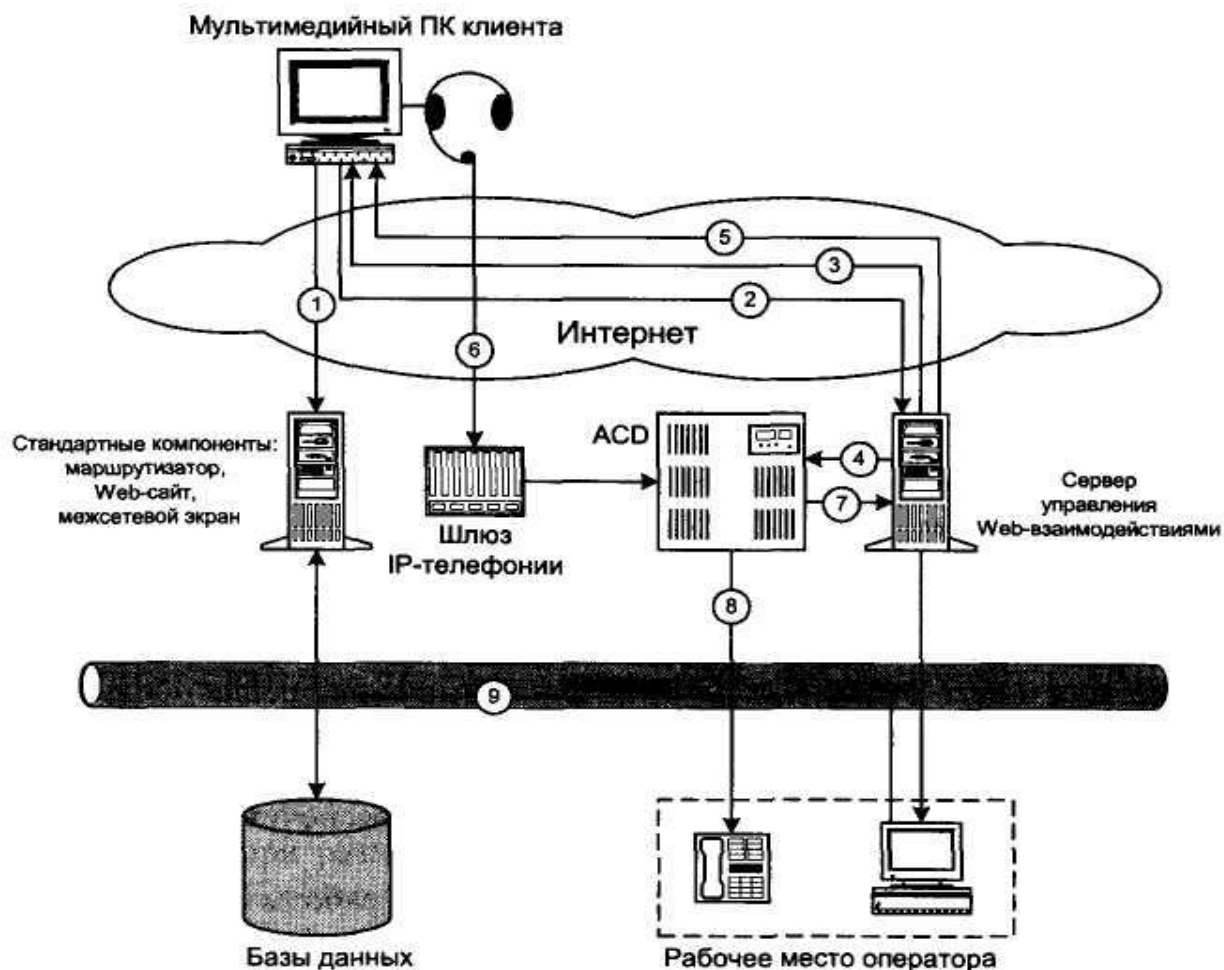 Мультимедийный ПК клиента
5
3
1
2
Интернет
6
Стандартные компоненты:
маршрутизатор,
Web-сайт,
межсетевой экран
ACD
4
7
Сервер
управления
Web-взаимодействиями
Шлюз
IP-телефонии
8
9
Базы данных
Рабочее место оператора